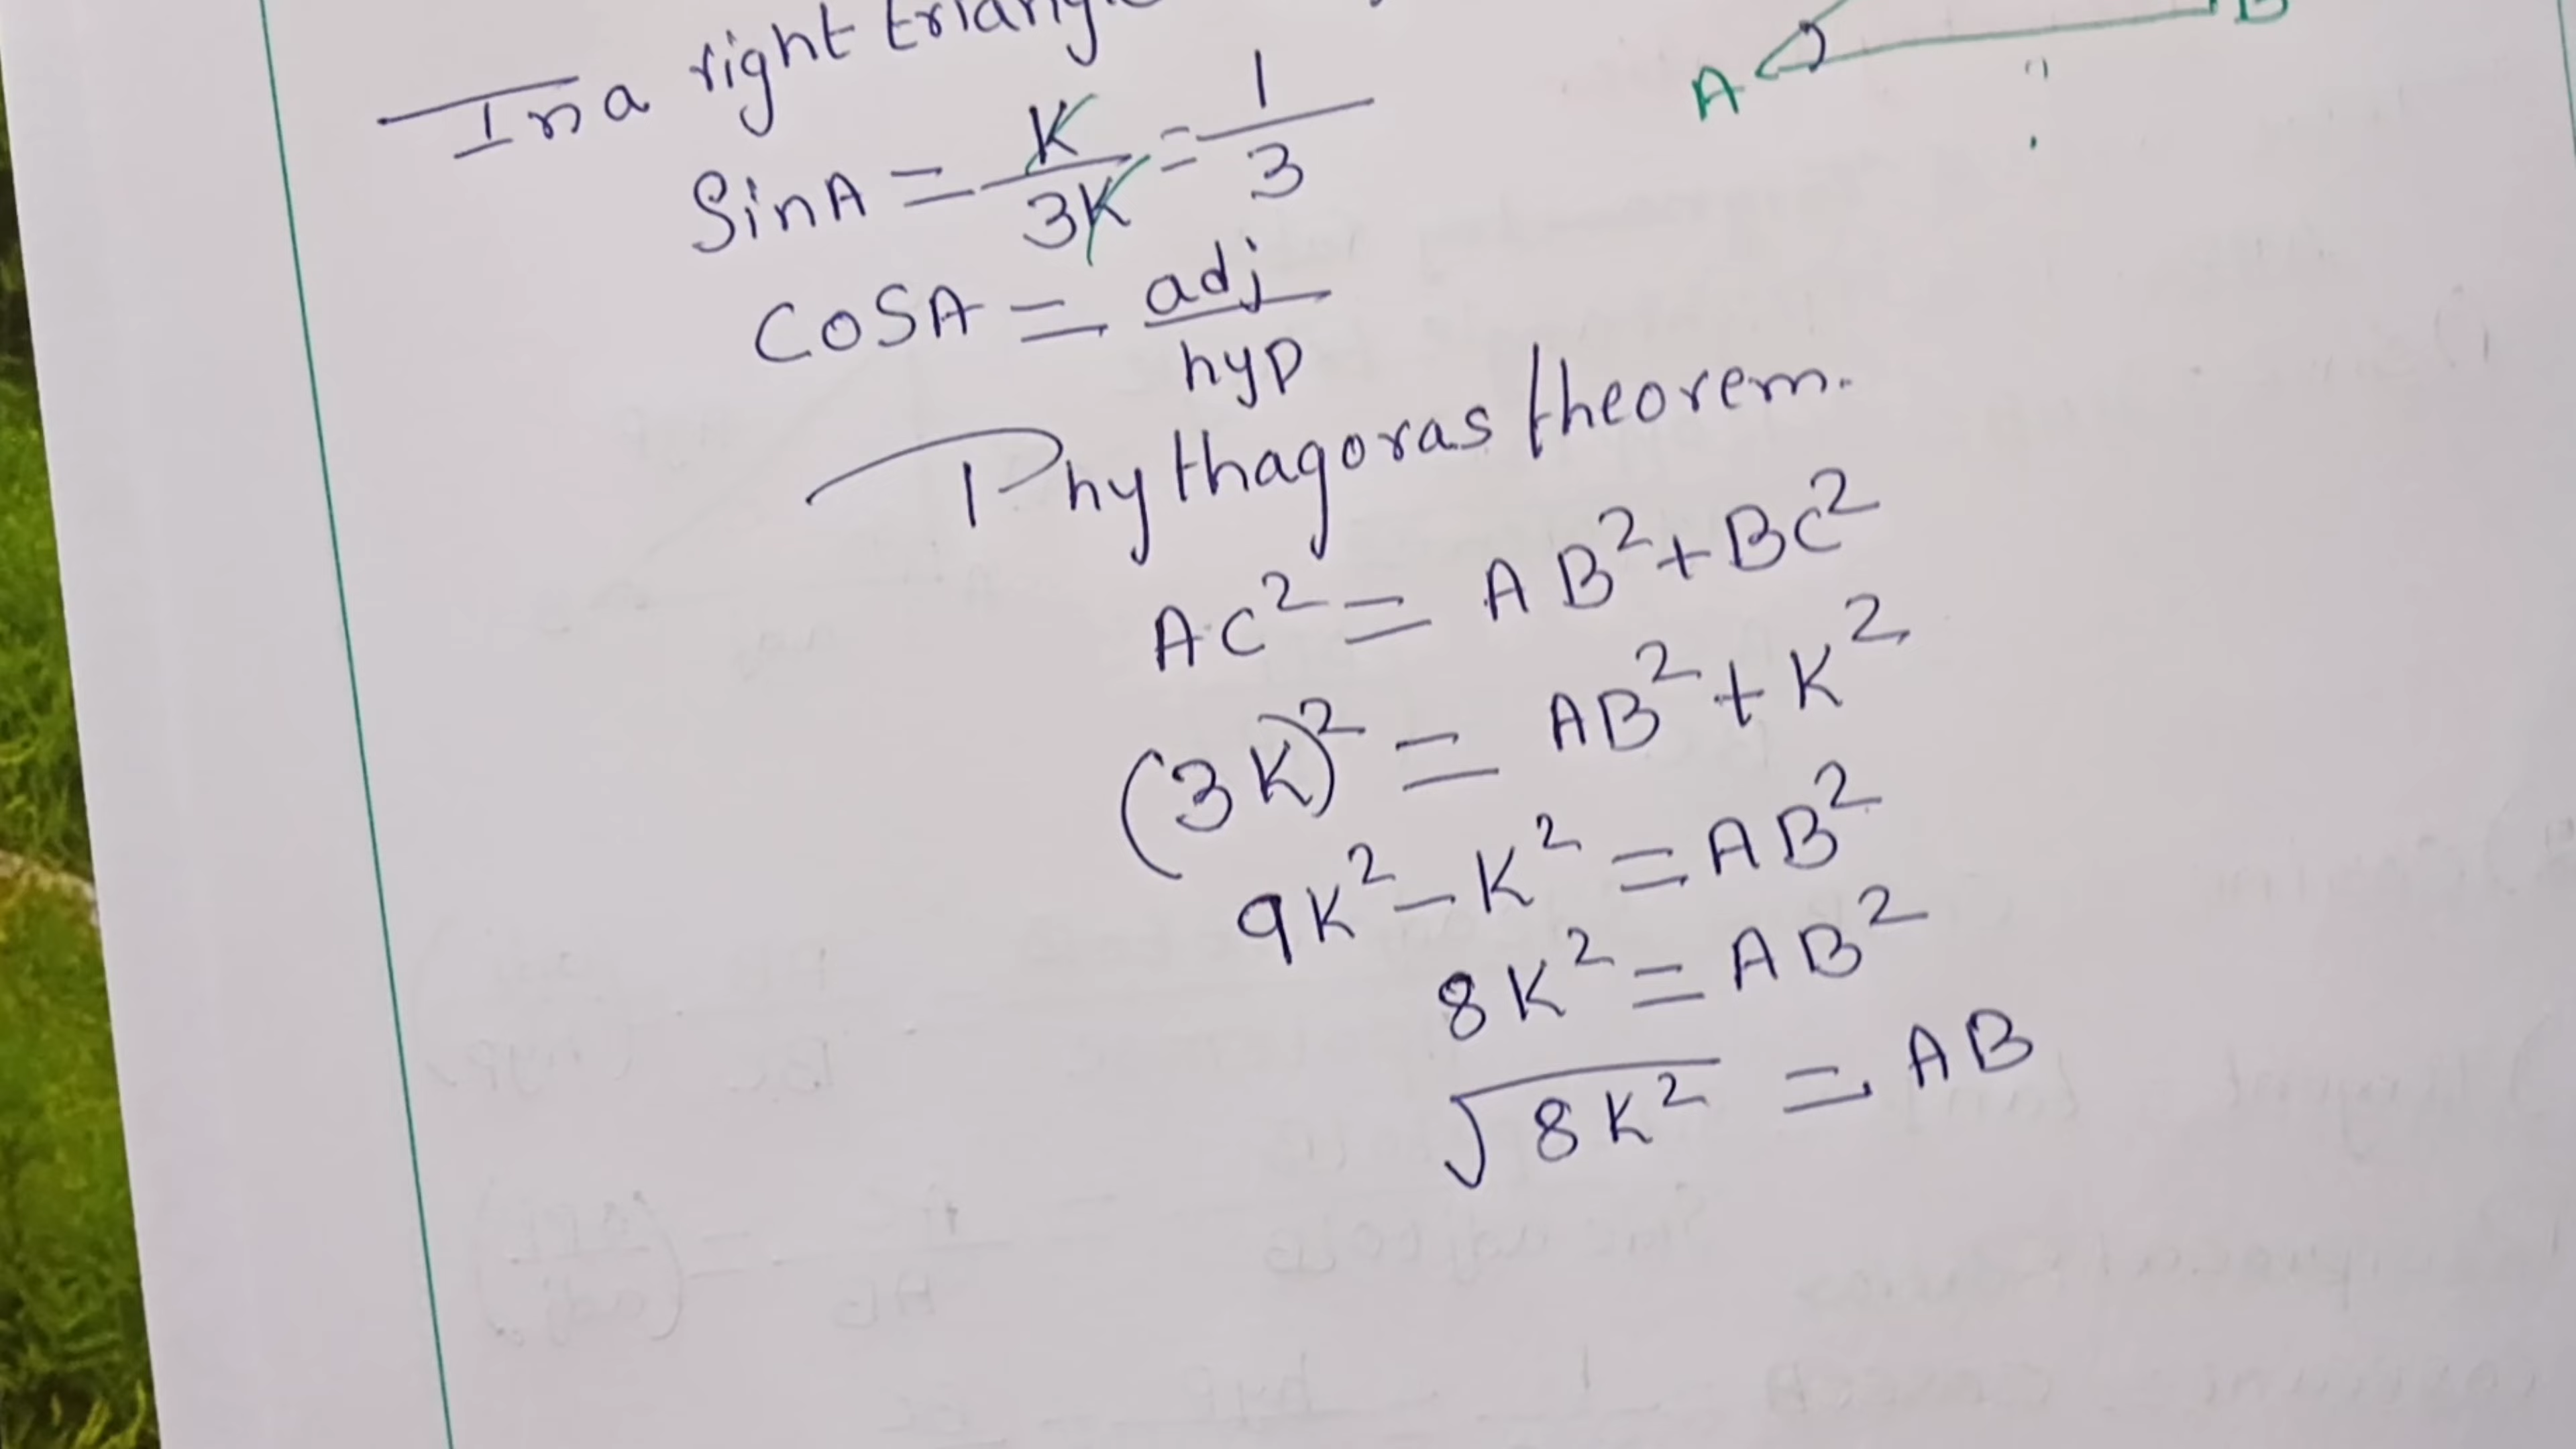 In a right triangle
A
B
SinA = K/3K = 1/3
CosA = adj/hyp
Phythagoras theorem.
AC² = AB² + BC²
(3K)² = AB² + K²
9K² - K² = AB²
8K² = AB²
√8K² = AB